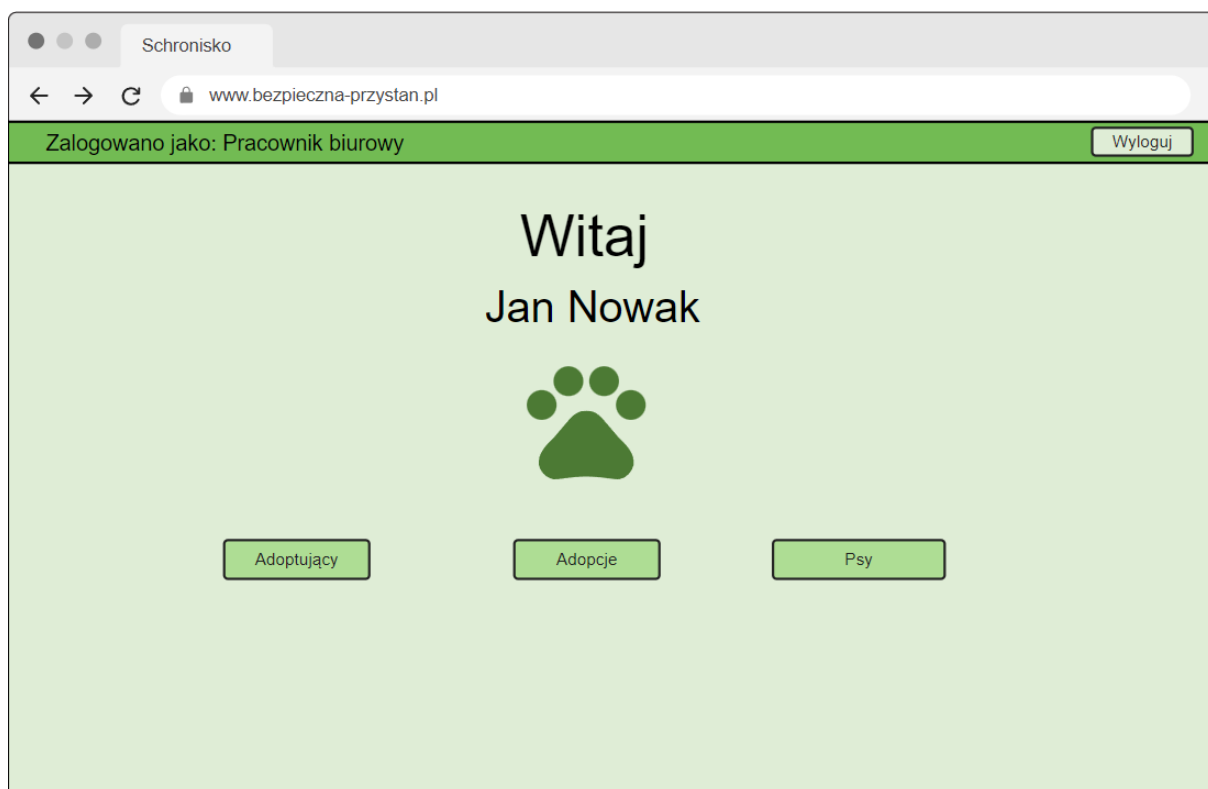 Schronisko
www.bezpieczna-przystan.pl
Zalogowano jako: Pracownik biurowy
Wyloguj
Witaj
Jan Nowak
Adoptujący
Adopcje
Psy